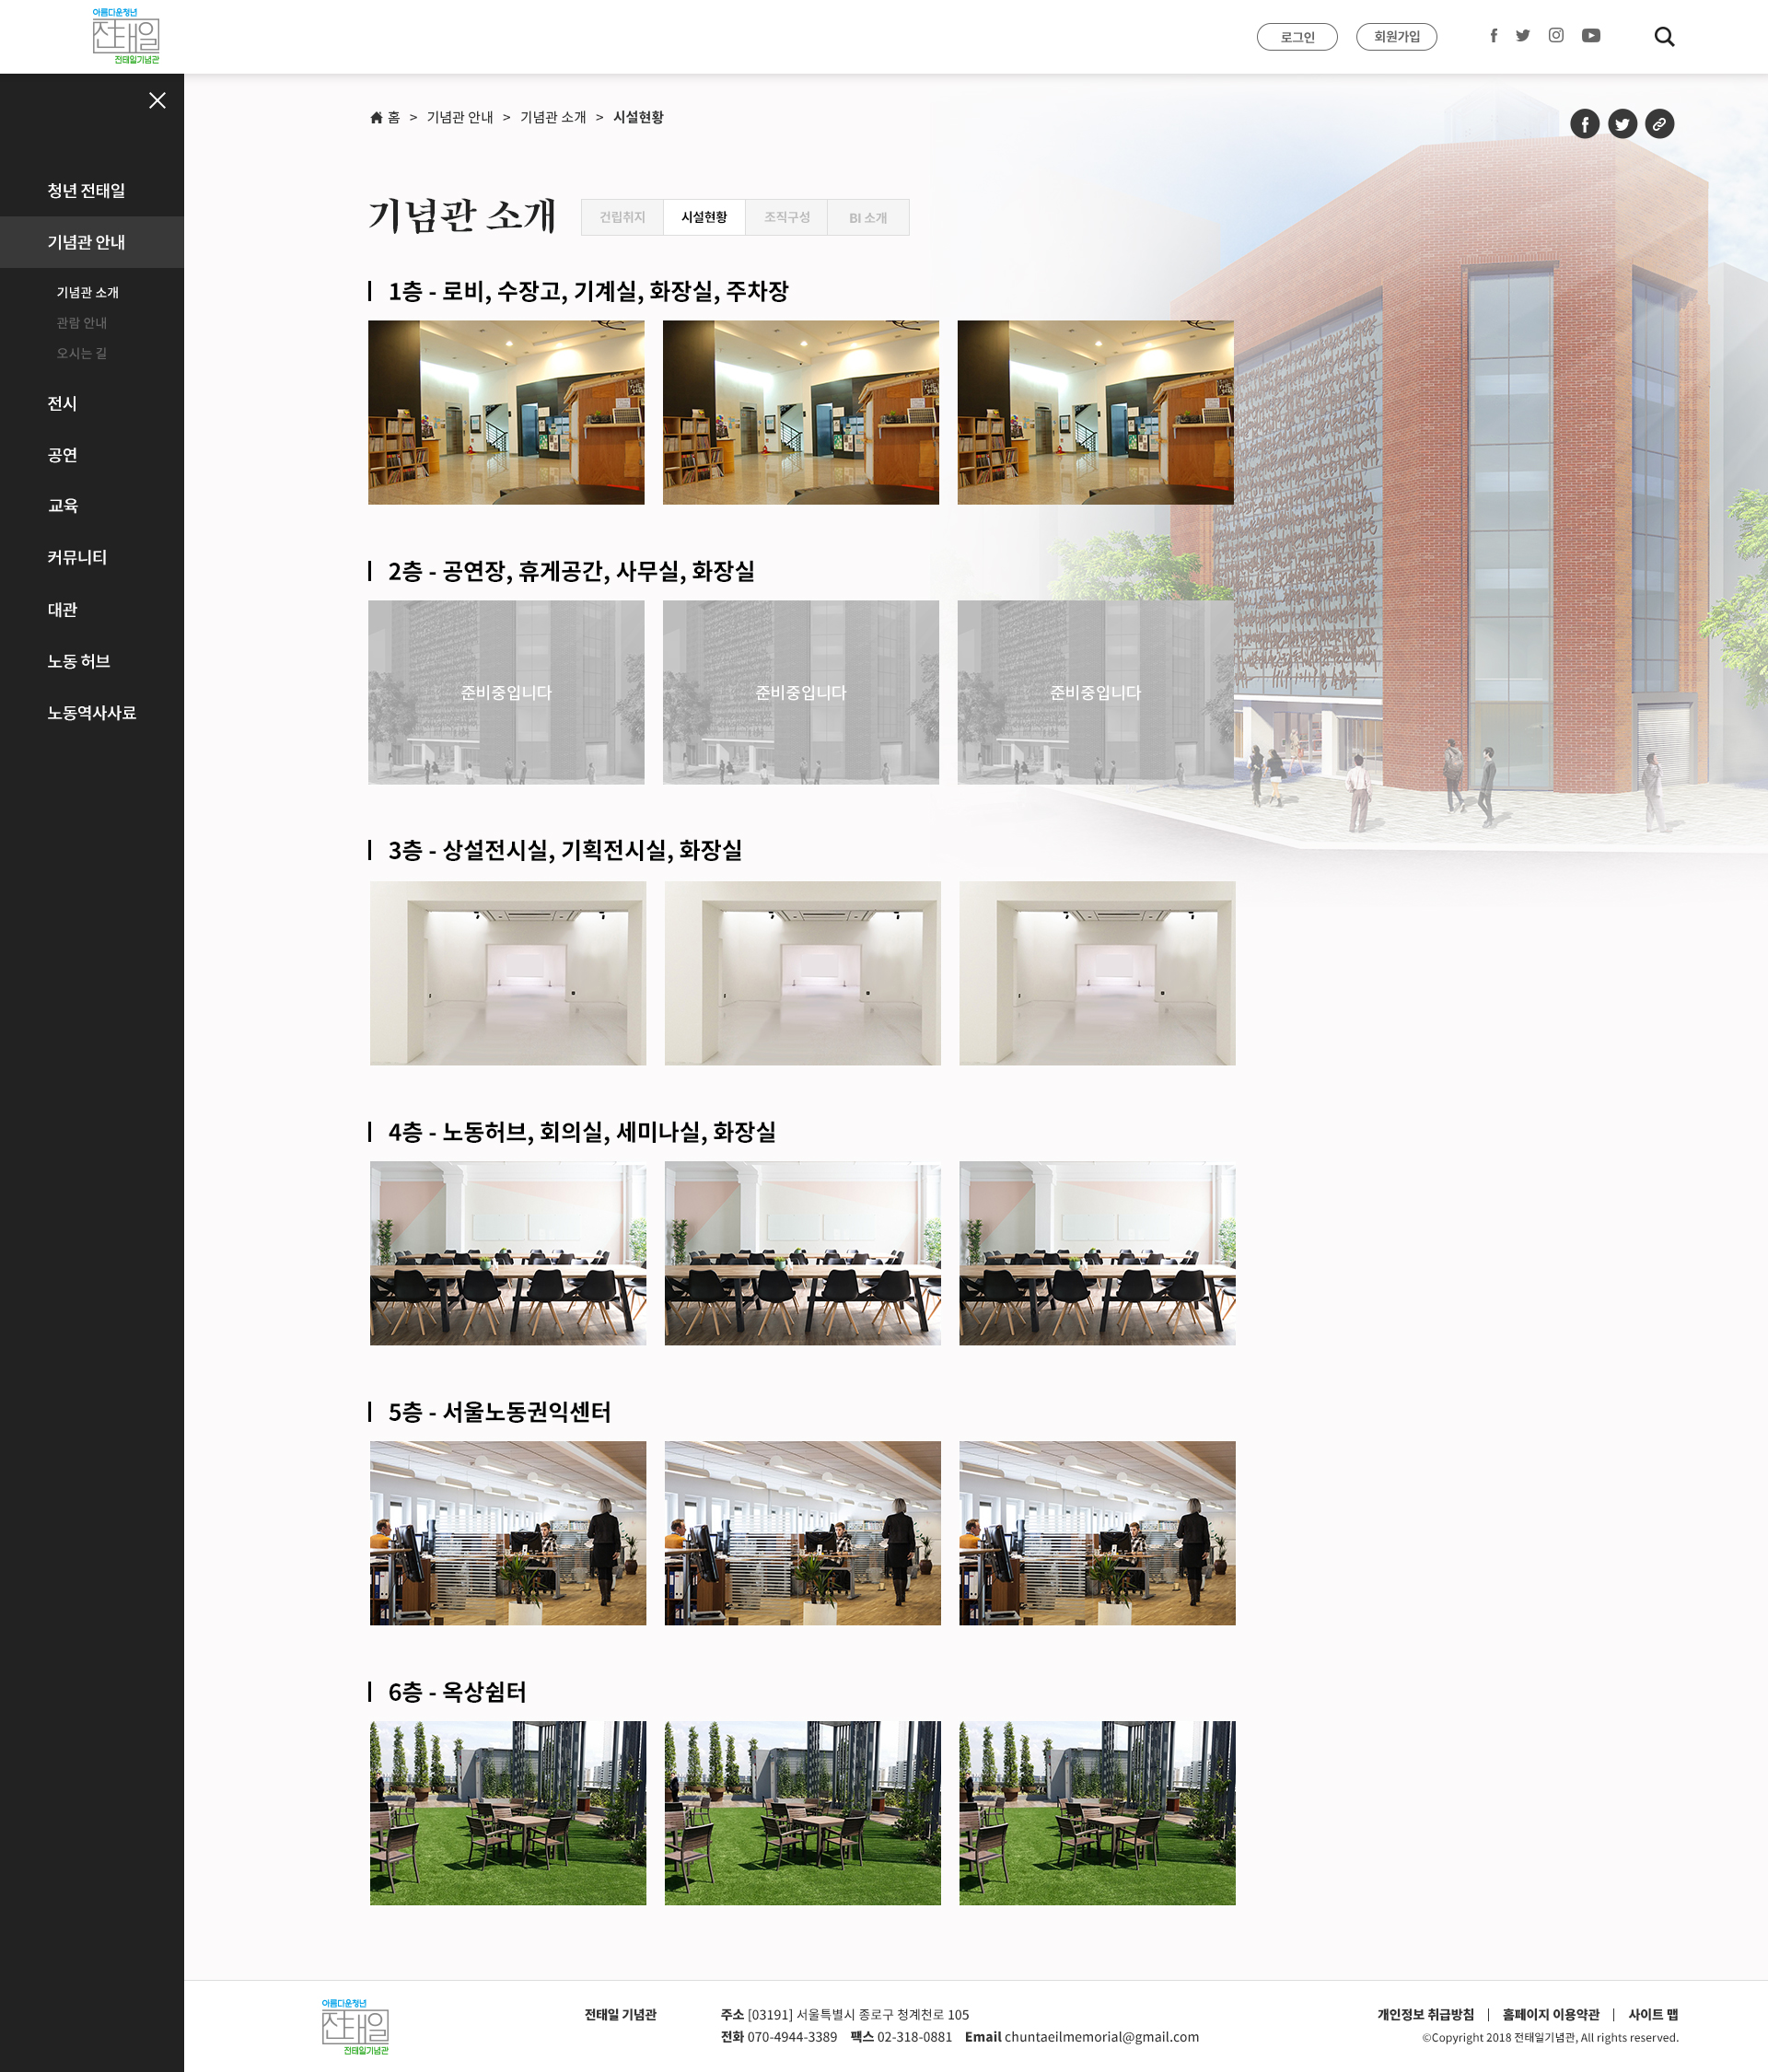 아름다운청년
전태일
전태일기념관
로그인
회원가입
홈 > 기념관 안내 > 기념관 소개 > 시설현황
청년 전태일
기념관 안내
기념관 소개
관람 안내
오시는 길
전시
공연
교육
커뮤니티
대관
노동 허브
노동역사사료
기념관 소개
건립취지
시설현황
조직구성
BI 소개
1층 - 로비, 수장고, 기계실, 화장실, 주차장
2층 - 공연장, 휴게공간, 사무실, 화장실
준비중입니다
준비중입니다
준비중입니다
3층 - 상설전시실, 기획전시실, 화장실
4층 - 노동허브, 회의실, 세미나실, 화장실
5층 - 서울노동권익센터
6층 - 옥상쉼터
아름다운청년
전태일
전태일기념관
전태일 기념관
주소 [03191] 서울특별시 종로구 청계천로 105
전화 070-4944-3389 팩스 02-318-0881 Email chuntaeilmemorial@gmail.com
개인정보 취급방침 | 홈페이지 이용약관 | 사이트 맵
©Copyright 2018 전태일기념관, All rights reserved.